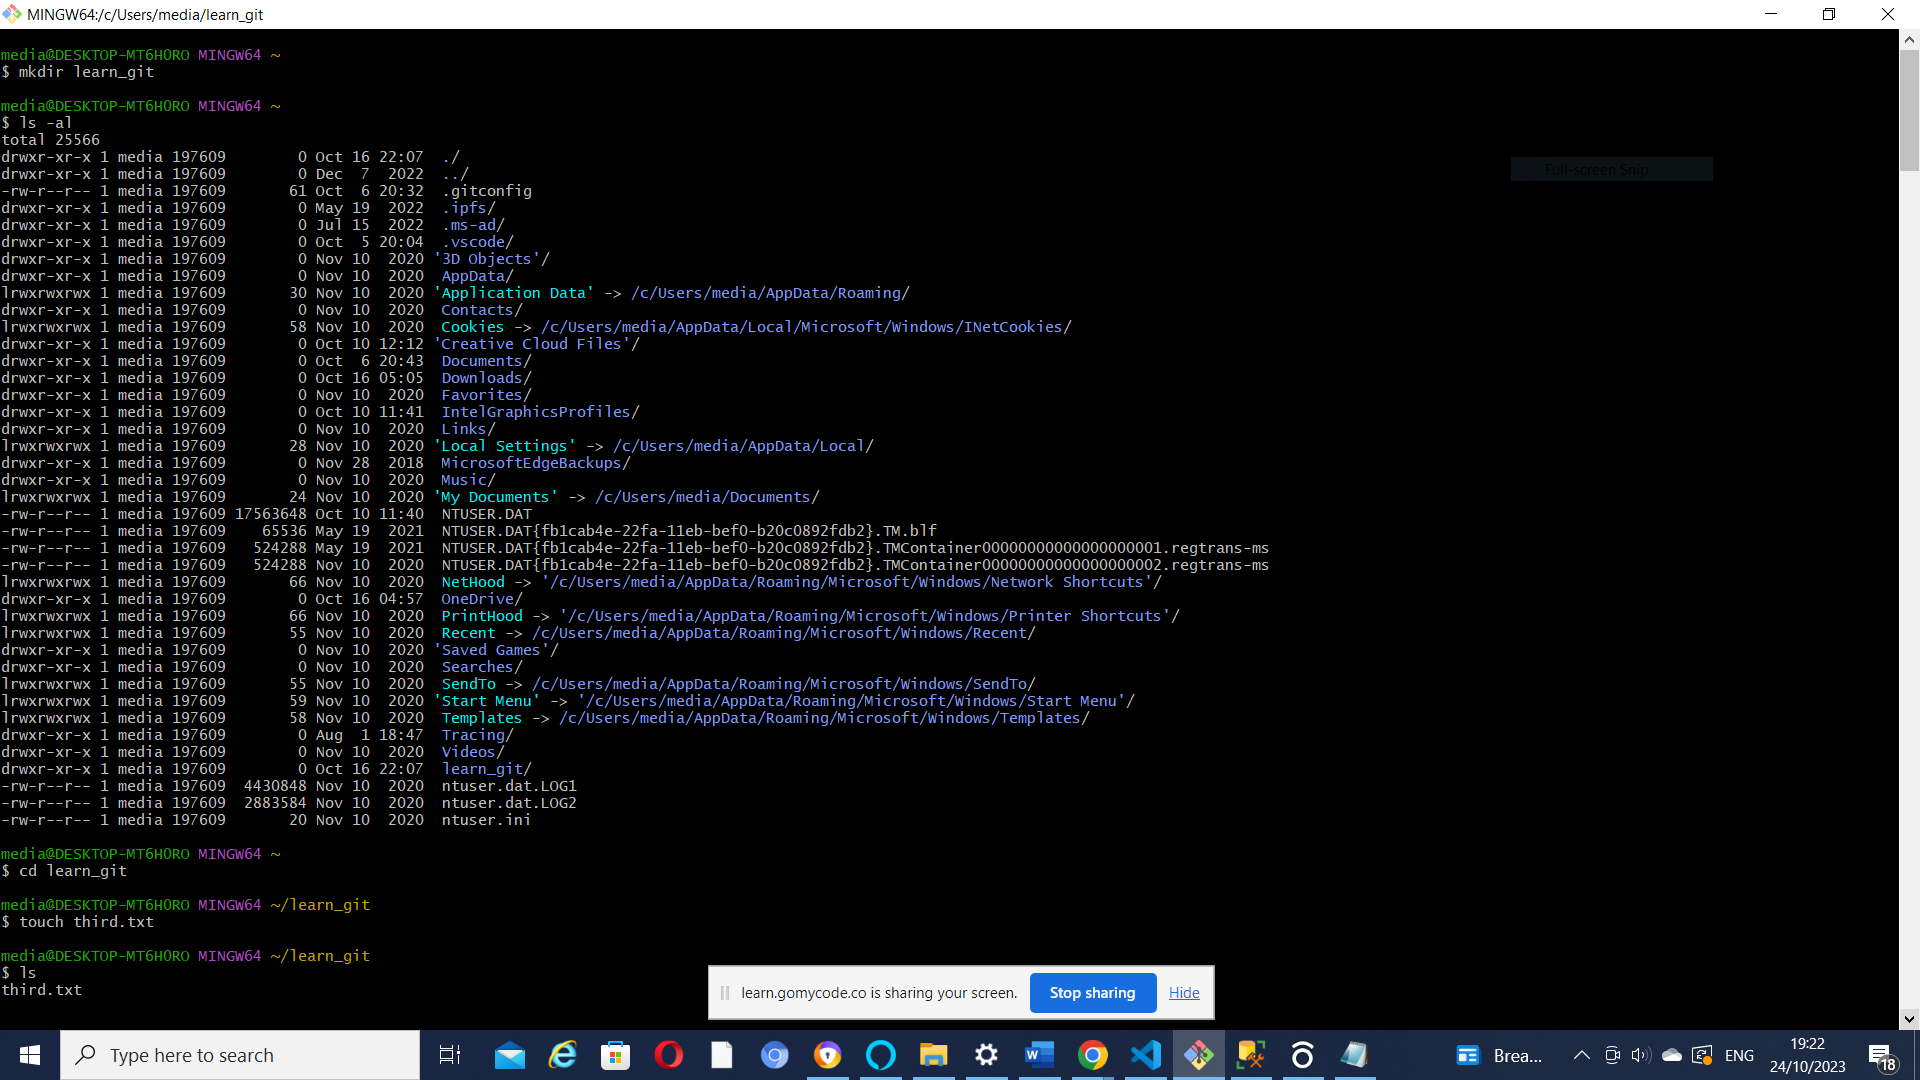 MINGW64:/c/Users/media/learn_git
media@DESKTOP-MT6H0RO MINGW64 ~
$ mkdir learn_git
media@DESKTOP-MT6H0RO MINGW64 ~
$ ls -al
total 25566
drwxr-xr-x 1 media 197609        0 Oct 16 22:07  ./
drwxr-xr-x 1 media 197609        0 Dec  7  2022  ../
-rw-r--r-- 1 media 197609       61 Oct  6 20:32  .gitconfig
drwxr-xr-x 1 media 197609        0 May 19  2022  .ipfs/
drwxr-xr-x 1 media 197609        0 Jul 15  2022  .ms-ad/
drwxr-xr-x 1 media 197609        0 Oct  5 20:04  .vscode/
drwxr-xr-x 1 media 197609        0 Nov 10  2020 '3D Objects'/
drwxr-xr-x 1 media 197609        0 Nov 10  2020  AppData/
lrwxrwxrwx 1 media 197609       30 Nov 10  2020 'Application Data' -> /c/Users/media/AppData/Roaming/
drwxr-xr-x 1 media 197609        0 Nov 10  2020  Contacts/
lrwxrwxrwx 1 media 197609       58 Nov 10  2020  Cookies -> /c/Users/media/AppData/Local/Microsoft/Windows/INetCookies/
drwxr-xr-x 1 media 197609        0 Oct 10 12:12 'Creative Cloud Files'/
drwxr-xr-x 1 media 197609        0 Oct  6 20:43  Documents/
drwxr-xr-x 1 media 197609        0 Oct 16 05:05  Downloads/
drwxr-xr-x 1 media 197609        0 Nov 10  2020  Favorites/
drwxr-xr-x 1 media 197609        0 Oct 10 11:41  IntelGraphicsProfiles/
drwxr-xr-x 1 media 197609        0 Nov 10  2020  Links/
lrwxrwxrwx 1 media 197609       28 Nov 10  2020 'Local Settings' -> /c/Users/media/AppData/Local/
drwxr-xr-x 1 media 197609        0 Nov 28  2018  MicrosoftEdgeBackups/
drwxr-xr-x 1 media 197609        0 Nov 10  2020  Music/
lrwxrwxrwx 1 media 197609       24 Nov 10  2020 'My Documents' -> /c/Users/media/Documents/
-rw-r--r-- 1 media 197609 17563648 Oct 10 11:40  NTUSER.DAT
-rw-r--r-- 1 media 197609    65536 May 19  2021  NTUSER.DAT{fb1cab4e-22fa-11eb-bef0-b20c0892fdb2}.TM.blf
-rw-r--r-- 1 media 197609   524288 May 19  2021  NTUSER.DAT{fb1cab4e-22fa-11eb-bef0-b20c0892fdb2}.TMContainer00000000000000000001.regtrans-ms
-rw-r--r-- 1 media 197609   524288 Nov 10  2020  NTUSER.DAT{fb1cab4e-22fa-11eb-bef0-b20c0892fdb2}.TMContainer00000000000000000002.regtrans-ms
lrwxrwxrwx 1 media 197609       66 Nov 10  2020  NetHood -> '/c/Users/media/AppData/Roaming/Microsoft/Windows/Network Shortcuts'/
drwxr-xr-x 1 media 197609        0 Oct 16 04:57  OneDrive/
lrwxrwxrwx 1 media 197609       66 Nov 10  2020  PrintHood -> '/c/Users/media/AppData/Roaming/Microsoft/Windows/Printer Shortcuts'/
lrwxrwxrwx 1 media 197609       55 Nov 10  2020  Recent -> /c/Users/media/AppData/Roaming/Microsoft/Windows/Recent/
drwxr-xr-x 1 media 197609        0 Nov 10  2020 'Saved Games'/
drwxr-xr-x 1 media 197609        0 Nov 10  2020  Searches/
lrwxrwxrwx 1 media 197609       55 Nov 10  2020  SendTo -> /c/Users/media/AppData/Roaming/Microsoft/Windows/SendTo/
lrwxrwxrwx 1 media 197609       59 Nov 10  2020 'Start Menu' -> '/c/Users/media/AppData/Roaming/Microsoft/Windows/Start Menu'/
lrwxrwxrwx 1 media 197609       58 Nov 10  2020  Templates -> /c/Users/media/AppData/Roaming/Microsoft/Windows/Templates/
drwxr-xr-x 1 media 197609        0 Aug  1 18:47  Tracing/
drwxr-xr-x 1 media 197609        0 Nov 10  2020  Videos/
drwxr-xr-x 1 media 197609        0 Oct 16 22:07  learn_git/
-rw-r--r-- 1 media 197609  4430848 Nov 10  2020  ntuser.dat.LOG1
-rw-r--r-- 1 media 197609  2883584 Nov 10  2020  ntuser.dat.LOG2
-rw-r--r-- 1 media 197609       20 Nov 10  2020  ntuser.ini
Full-screen Snip
media@DESKTOP-MT6H0RO MINGW64 ~
$ cd learn_git
media@DESKTOP-MT6H0RO MINGW64 ~/learn_git
$ touch third.txt
media@DESKTOP-MT6H0RO MINGW64 ~/learn_git
$ ls
third.txt
learn.gomycode.co is sharing your screen. Stop sharing Hide
Type here to search
Brea...
ENG
19:22
24/10/2023
18